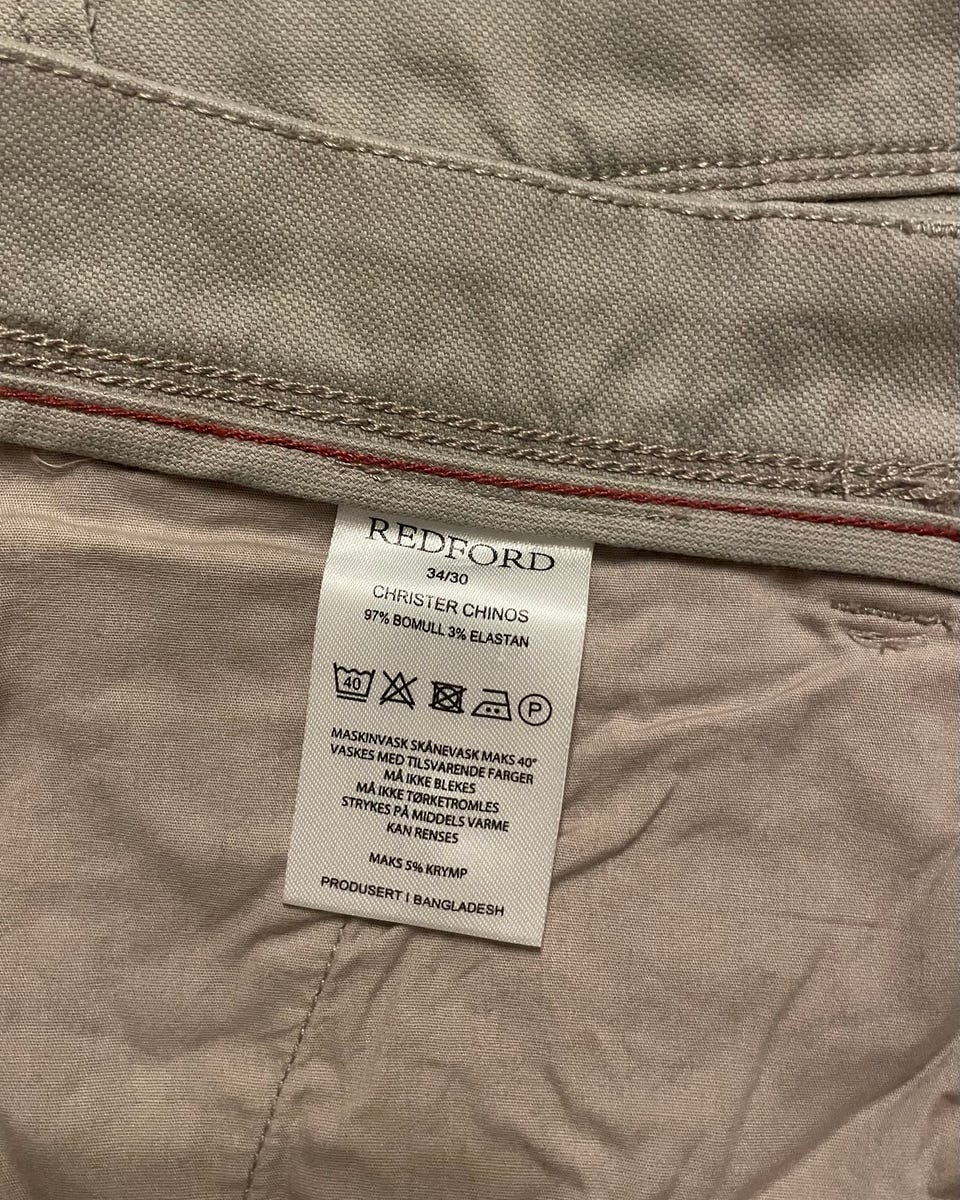 REDFORD
34/30
CHRISTER CHINOS
97% BOMULL 3% ELASTAN
40 P
MASKINVASK SKÅNEVASK MAKS 40°
VASKES MED TILSVARENDE FARGER
MÅ IKKE BLEKES
MÅ IKKE TØRKETROMLES
STRYKES PÅ MIDDELS VARME
KAN RENSES
MAKS 5% KRYMP
PRODUSERT I BANGLADESH